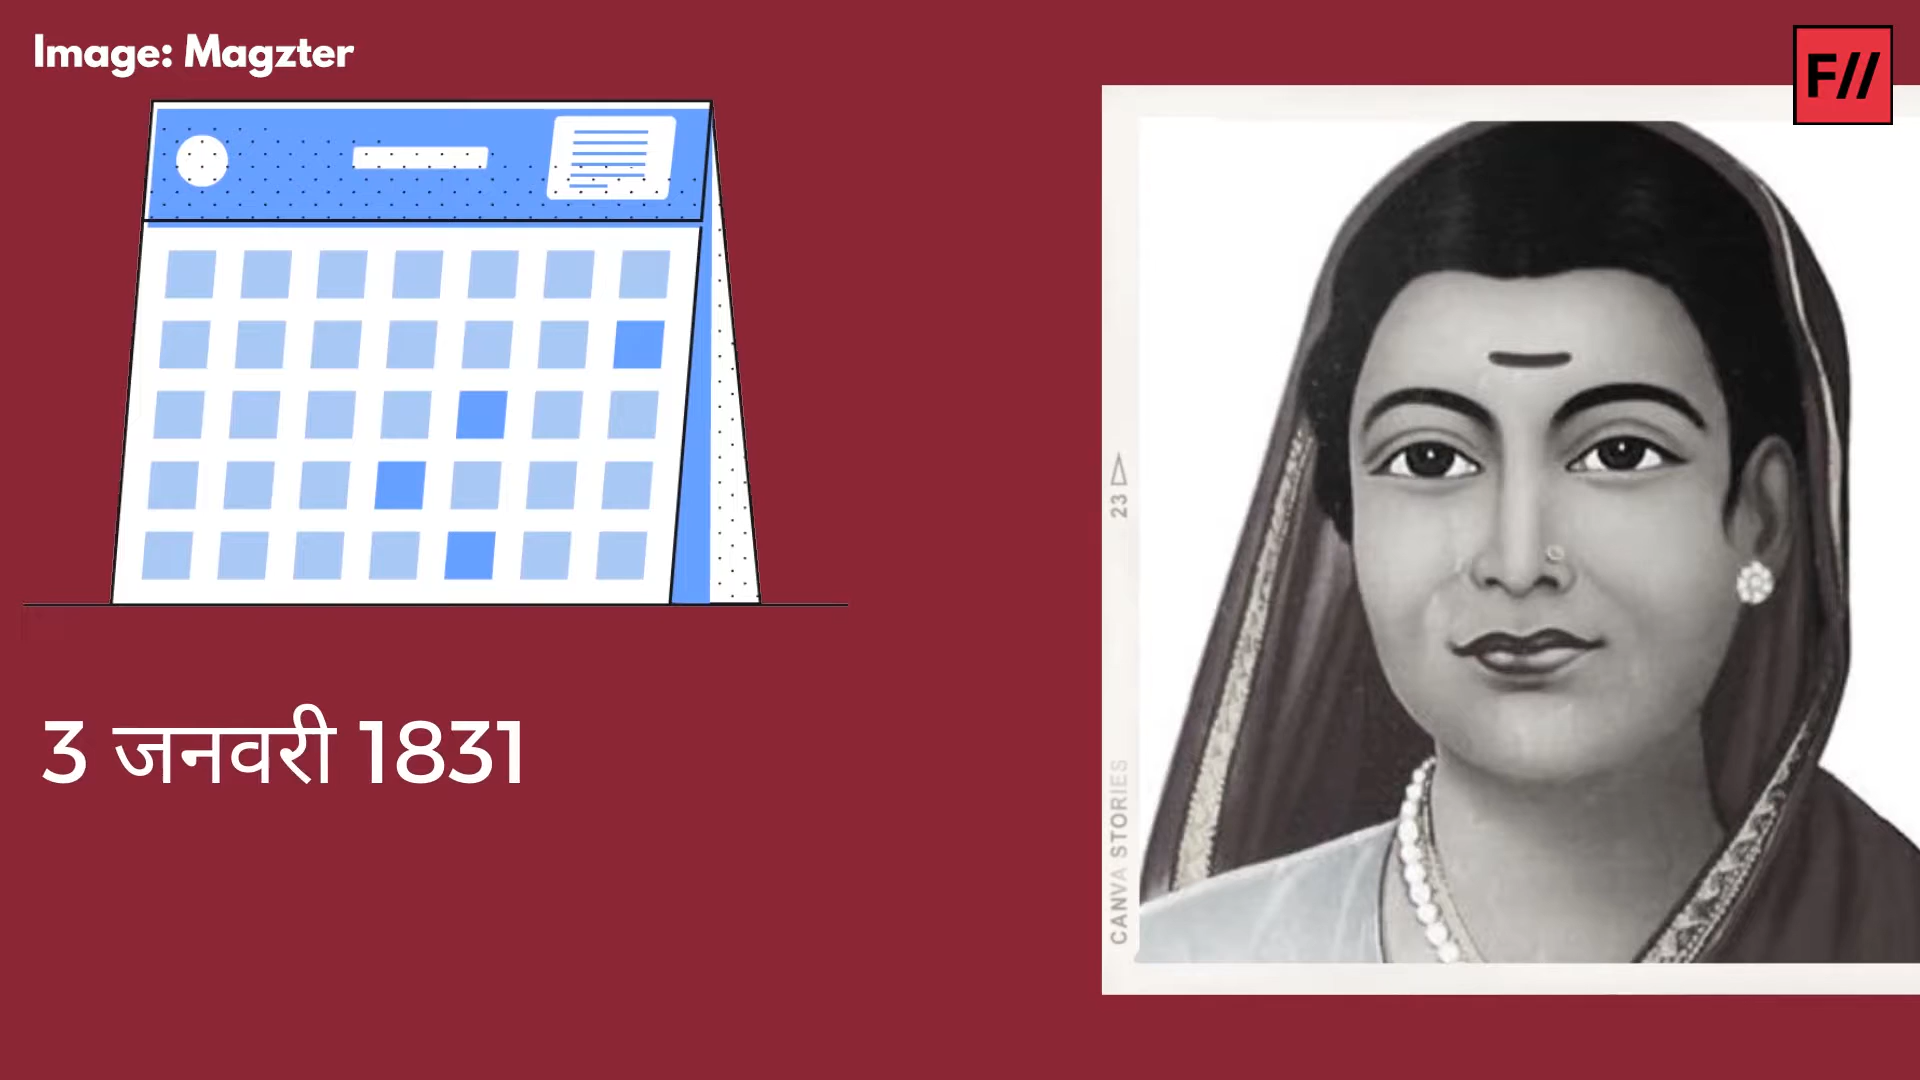 Image: Magzter
F//
23
CANVA STORIES
3 जनवरी 1831